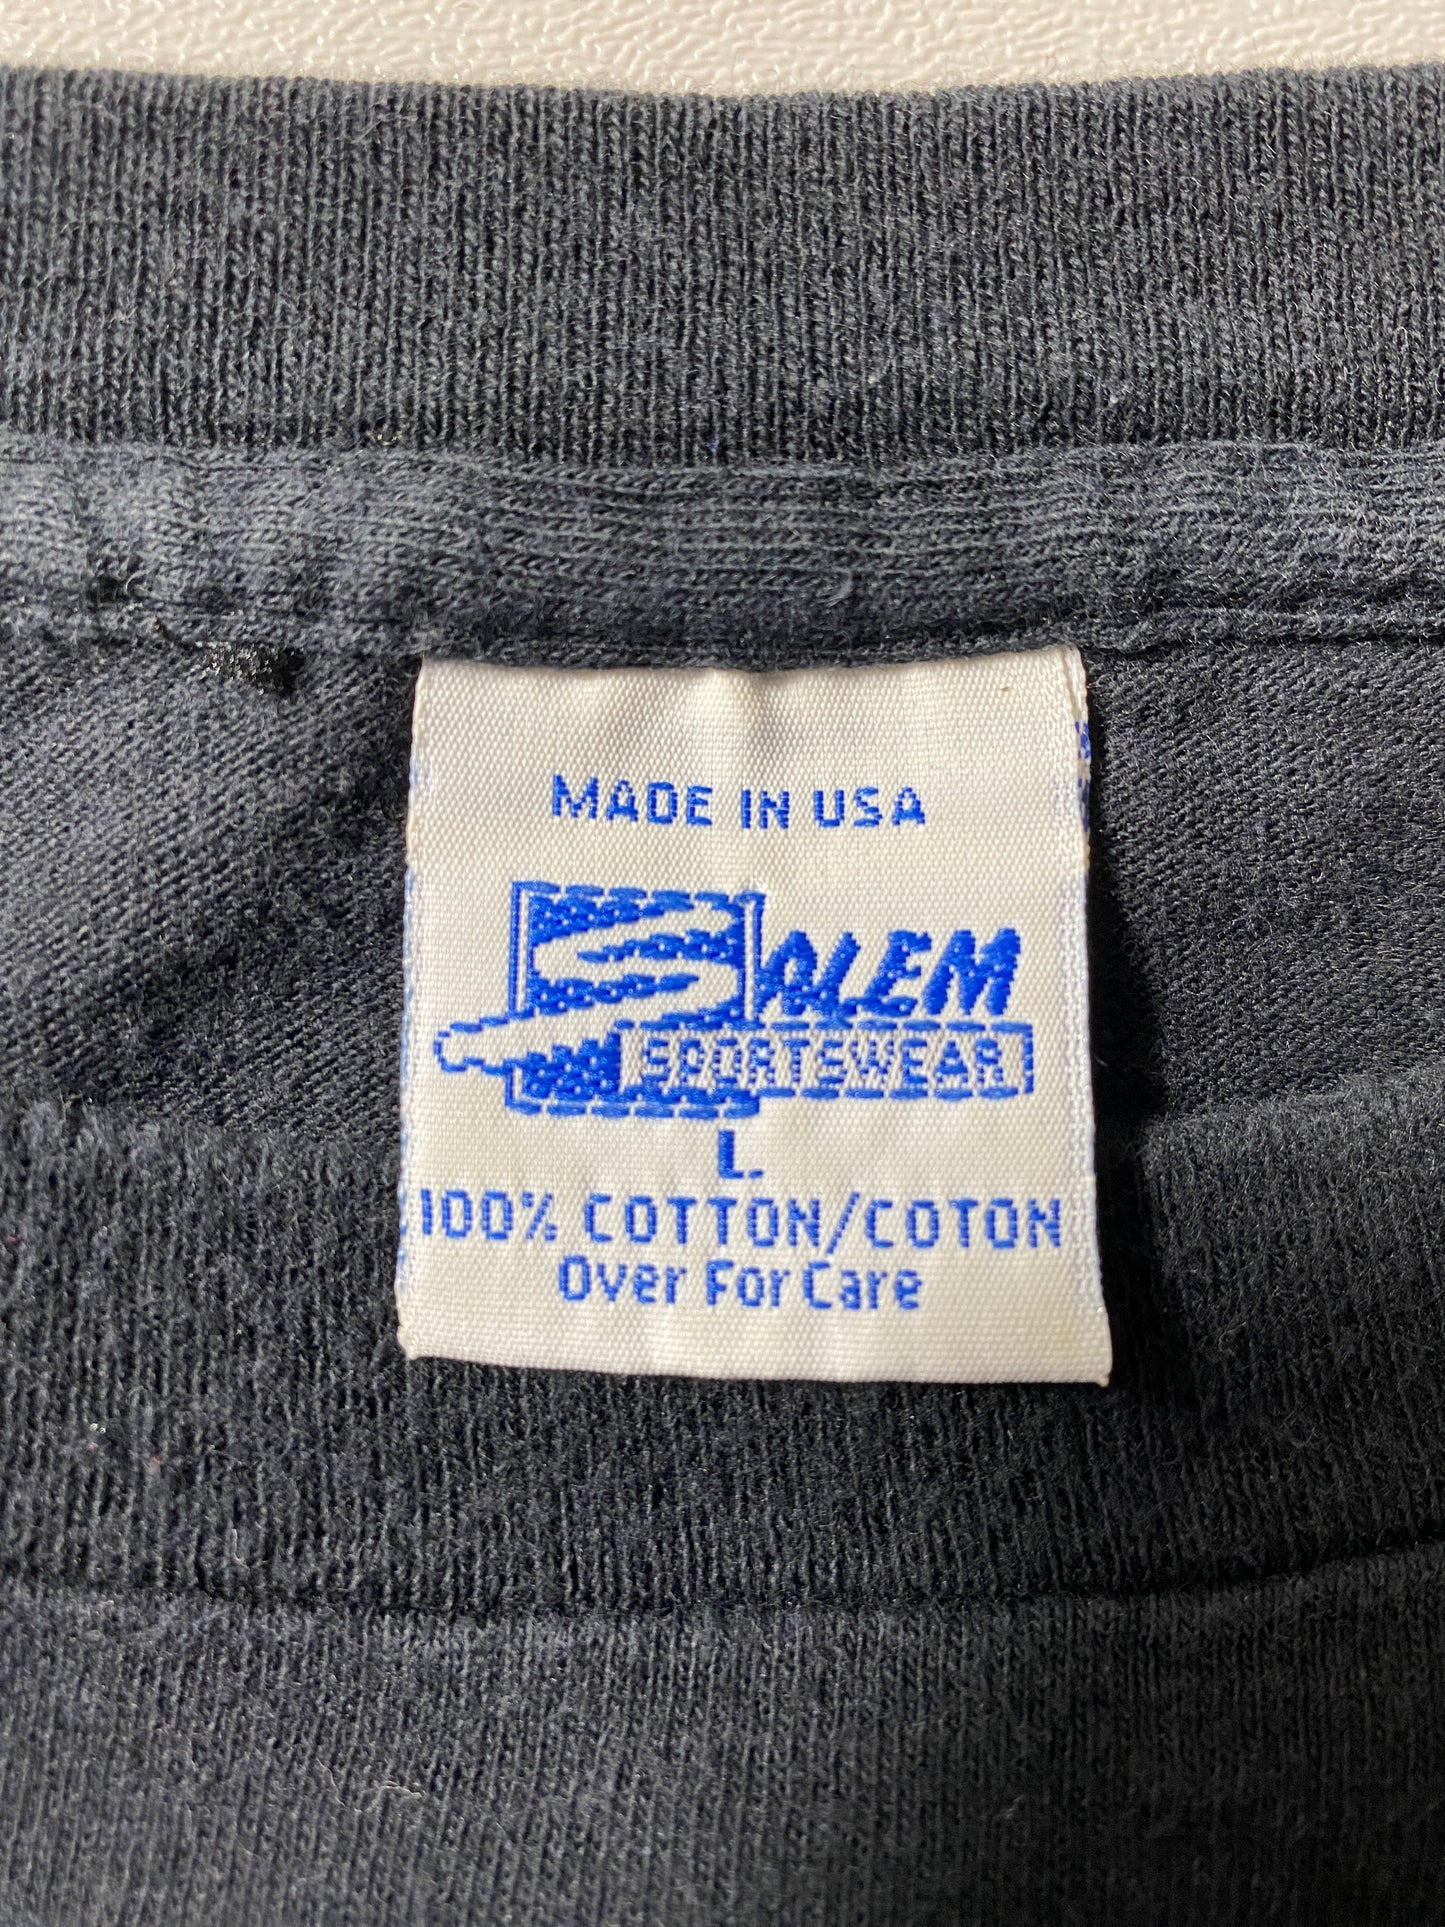 MADE IN USA
SALEM
SPORTSWEAR
L.
100% COTTON/COTON
Over For Care